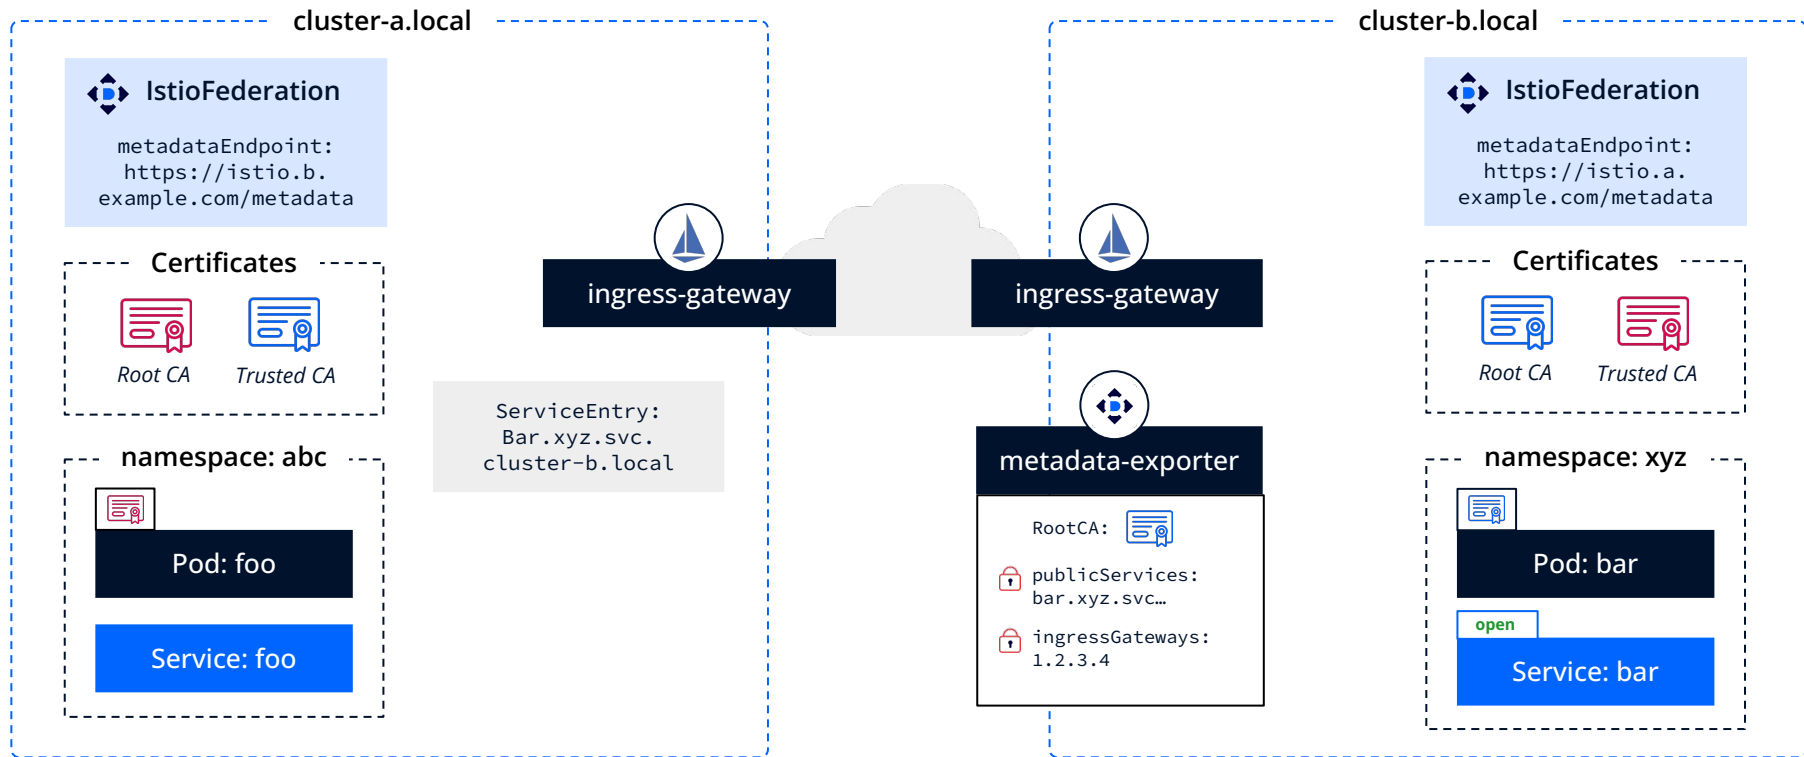 cluster-a.local
IstioFederation
metadataEndpoint:
https://istio.b.
example.com/metadata
Certificates
Root CA
Trusted CA
namespace: abc
Pod: foo
Service: foo
ingress-gateway
ServiceEntry:
Bar.xyz.svc.
cluster-b.local
cluster-b.local
ingress-gateway
metadata-exporter
RootCA:
publicServices:
bar.xyz.svc…
ingressGateways:
1.2.3.4
IstioFederation
metadataEndpoint:
https://istio.a.
example.com/metadata
Certificates
Root CA
Trusted CA
namespace: xyz
Pod: bar
open
Service: bar